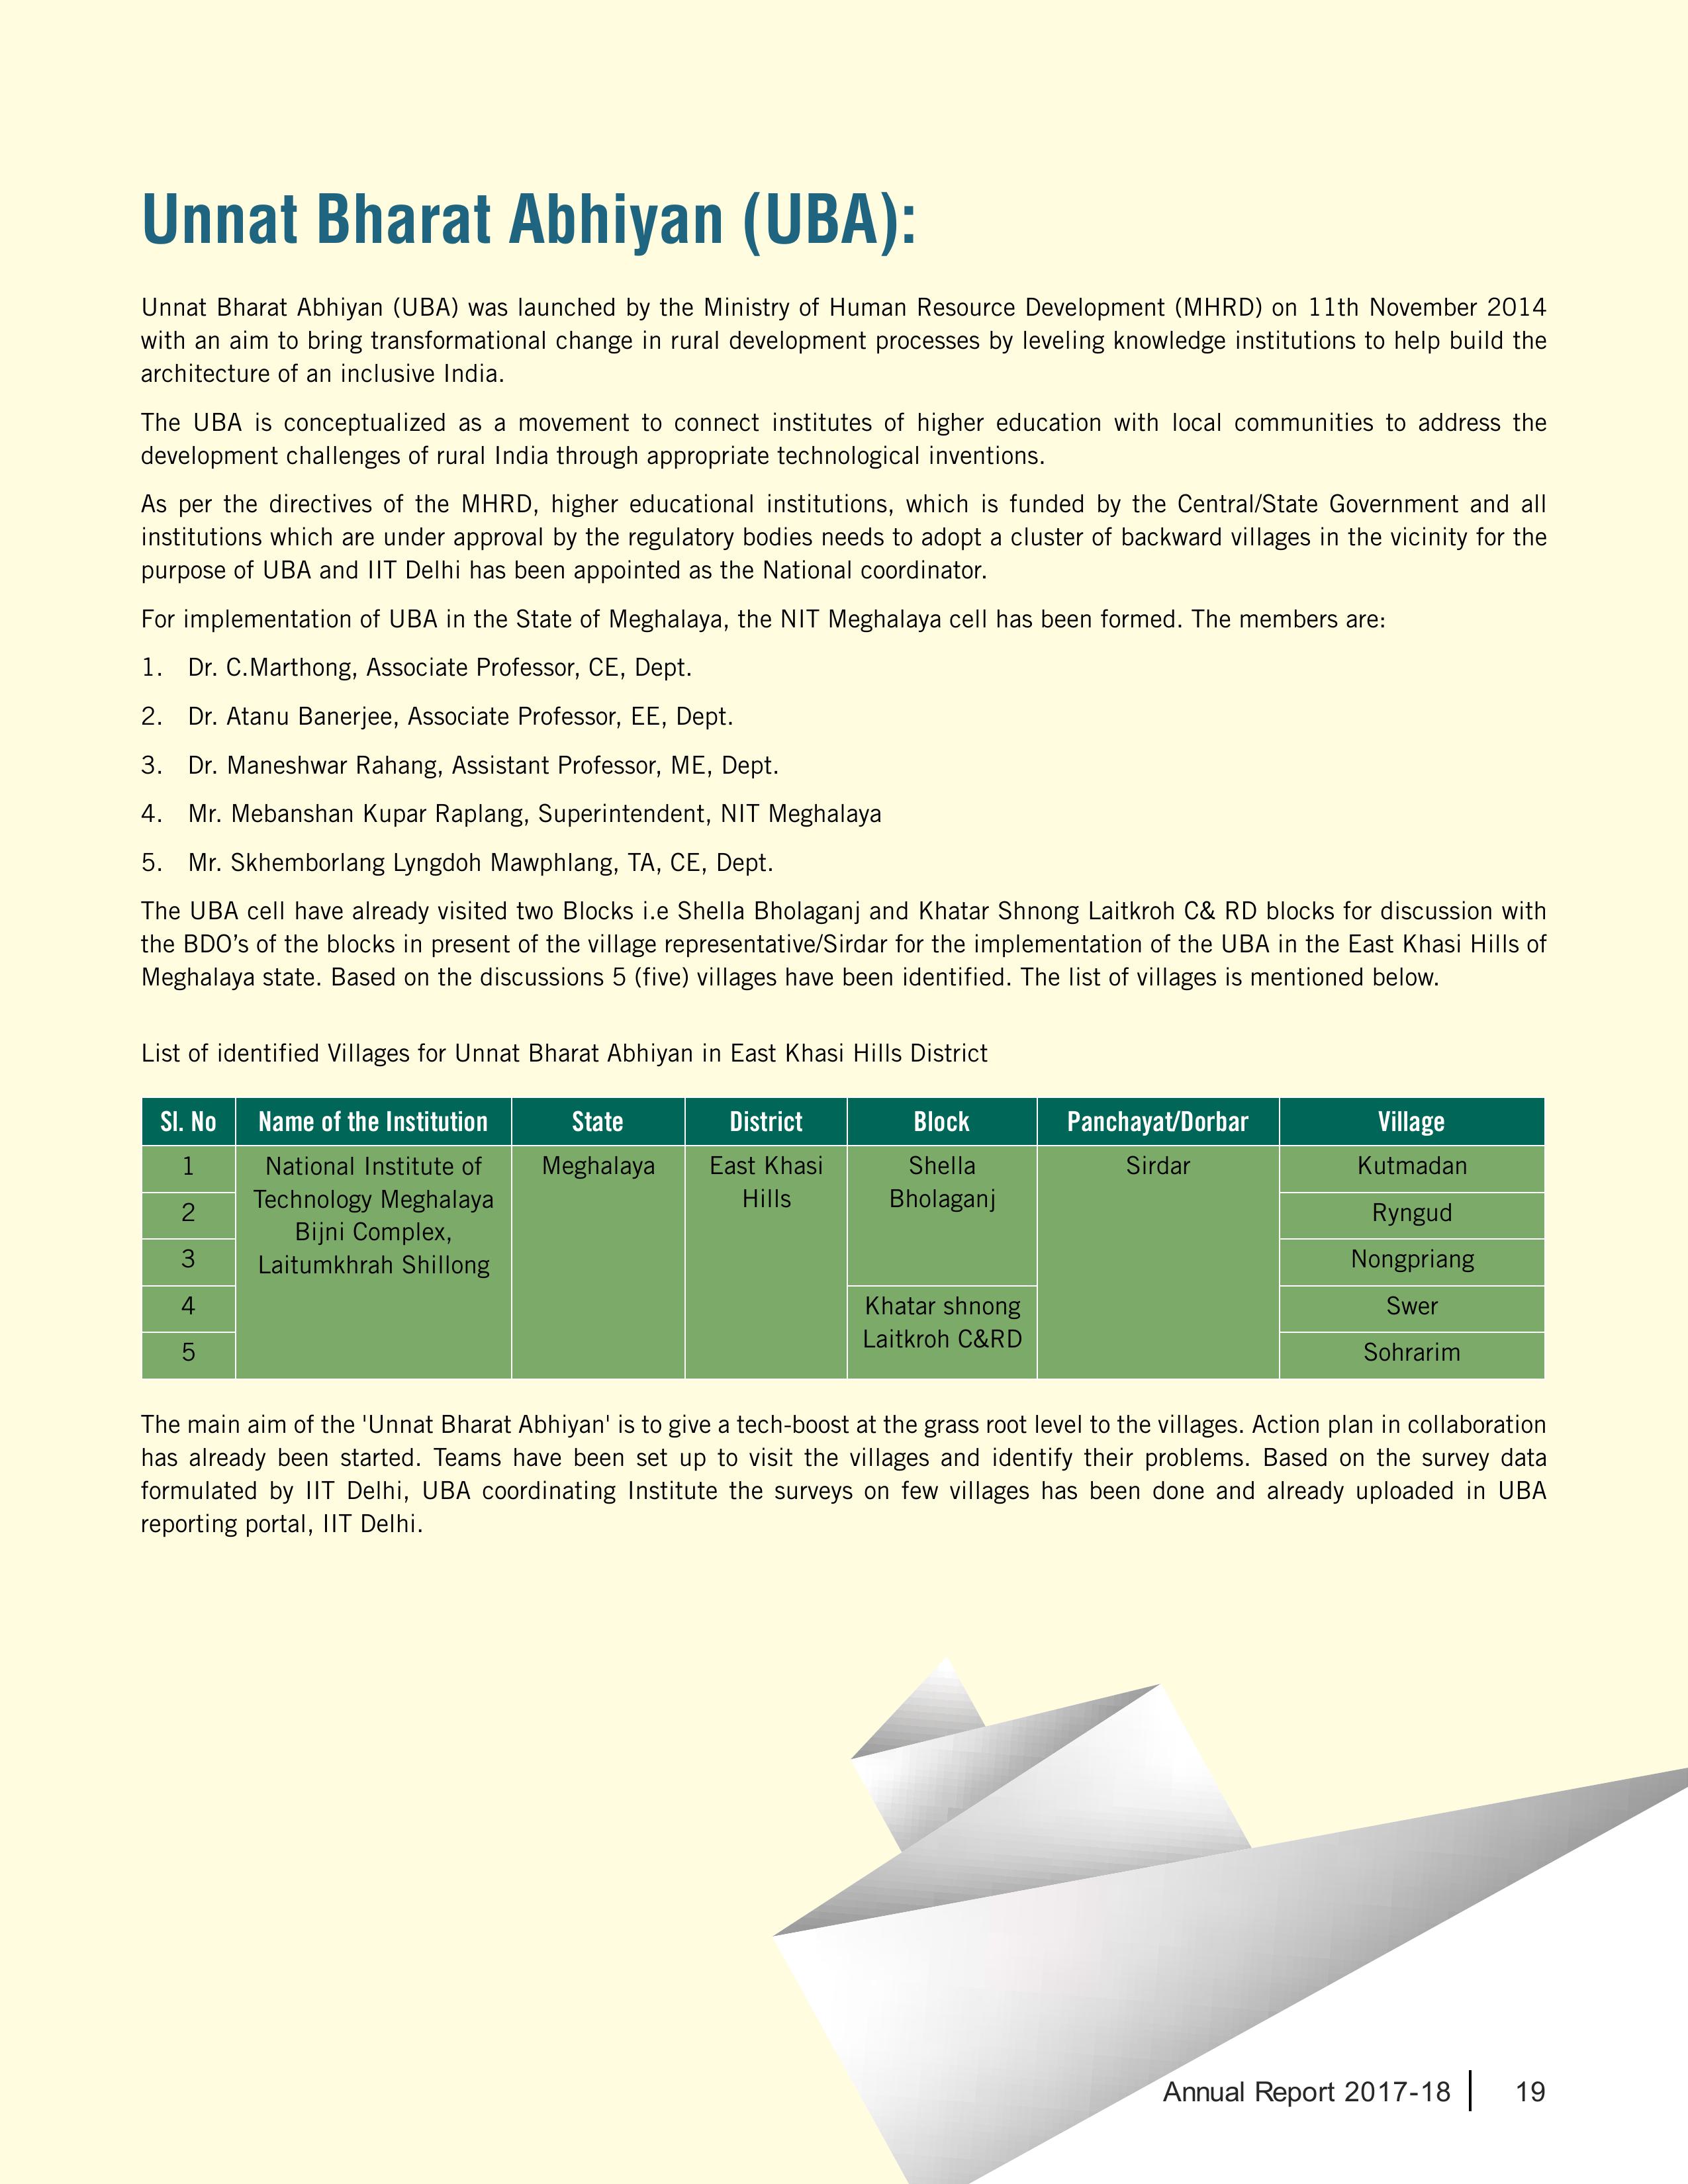 Unnat Bharat Abhiyan (UBA):
Unnat Bharat Abhiyan (UBA) was launched by the Ministry of Human Resource Development (MHRD) on 11th November 2014
with an aim to bring transformational change in rural development processes by leveling knowledge institutions to help build the
architecture of an inclusive India.
The UBA is conceptualized as a movement to connect institutes of higher education with local communities to address the
development challenges of rural India through appropriate technological inventions.
As per the directives of the MHRD, higher educational institutions, which is funded by the Central/State Government and all
institutions which are under approval by the regulatory bodies needs to adopt a cluster of backward villages in the vicinity for the
purpose of UBA and IIT Delhi has been appointed as the National coordinator.
For implementation of UBA in the State of Meghalaya, the NIT Meghalaya cell has been formed. The members are:
1. Dr. C.Marthong, Associate Professor, CE, Dept.
2. Dr. Atanu Banerjee, Associate Professor, EE, Dept.
3. Dr. Maneshwar Rahang, Assistant Professor, ME, Dept.
4. Mr. Mebanshan Kupar Raplang, Superintendent, NIT Meghalaya
5. Mr. Skhemborlang Lyngdoh Mawphlang, TA, CE, Dept.
The UBA cell have already visited two Blocks i.e Shella Bholaganj and Khatar Shnong Laitkroh C& RD blocks for discussion with
the BDO’s of the blocks in present of the village representative/Sirdar for the implementation of the UBA in the East Khasi Hills of
Meghalaya state. Based on the discussions 5 (five) villages have been identified. The list of villages is mentioned below.
List of identified Villages for Unnat Bharat Abhiyan in East Khasi Hills District
Sl. No Name of the Institution State District Block Panchayat/Dorbar Village
1 National Institute of Meghalaya East Khasi Shella Sirdar Kutmadan
Technology Meghalaya Hills Bholaganj
2 Ryngud
Bijni Complex,
3 Laitumkhrah Shillong Nongpriang
4 Khatar shnong Swer
Laitkroh C&RD
5 Sohrarim
The main aim of the 'Unnat Bharat Abhiyan' is to give a tech-boost at the grass root level to the villages. Action plan in collaboration
has already been started. Teams have been set up to visit the villages and identify their problems. Based on the survey data
formulated by IIT Delhi, UBA coordinating Institute the surveys on few villages has been done and already uploaded in UBA
reporting portal, IIT Delhi.
Annual Report 2017-18 19